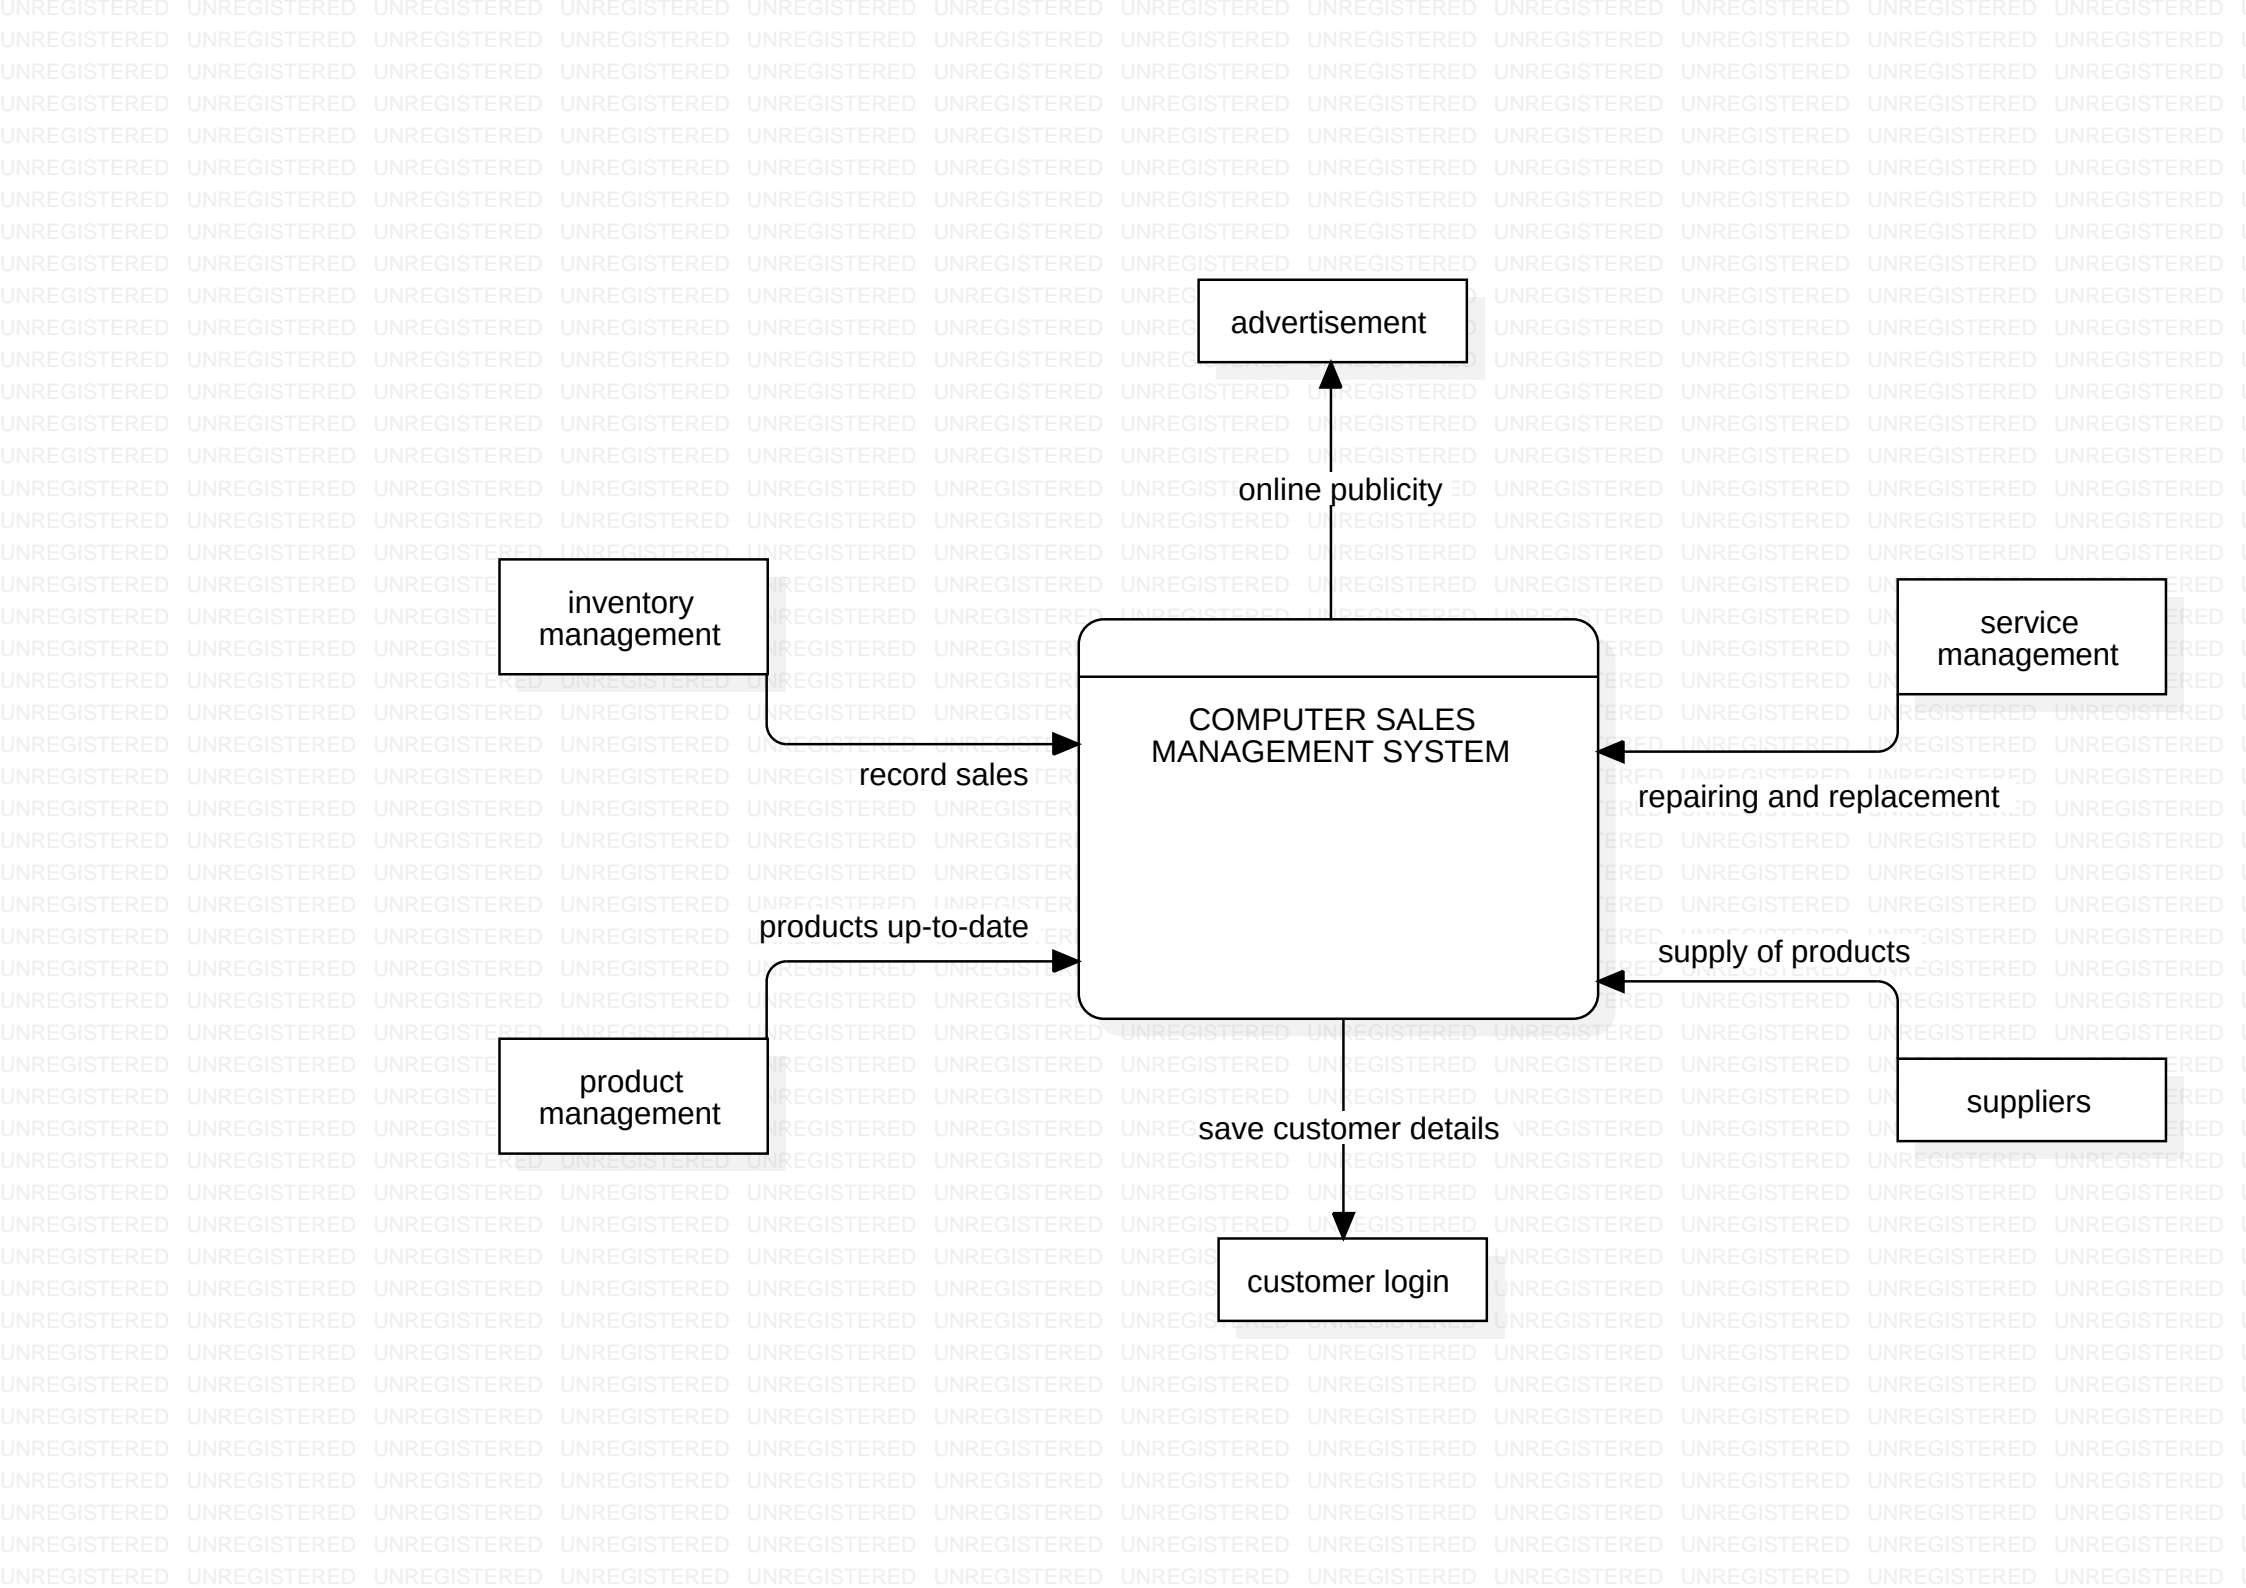 advertisement
online publicity
inventory
management
service
management
COMPUTER SALES
MANAGEMENT SYSTEM
record sales
repairing and replacement
products up-to-date
supply of products
product
management
suppliers
save customer details
customer login
UNREGISTERED